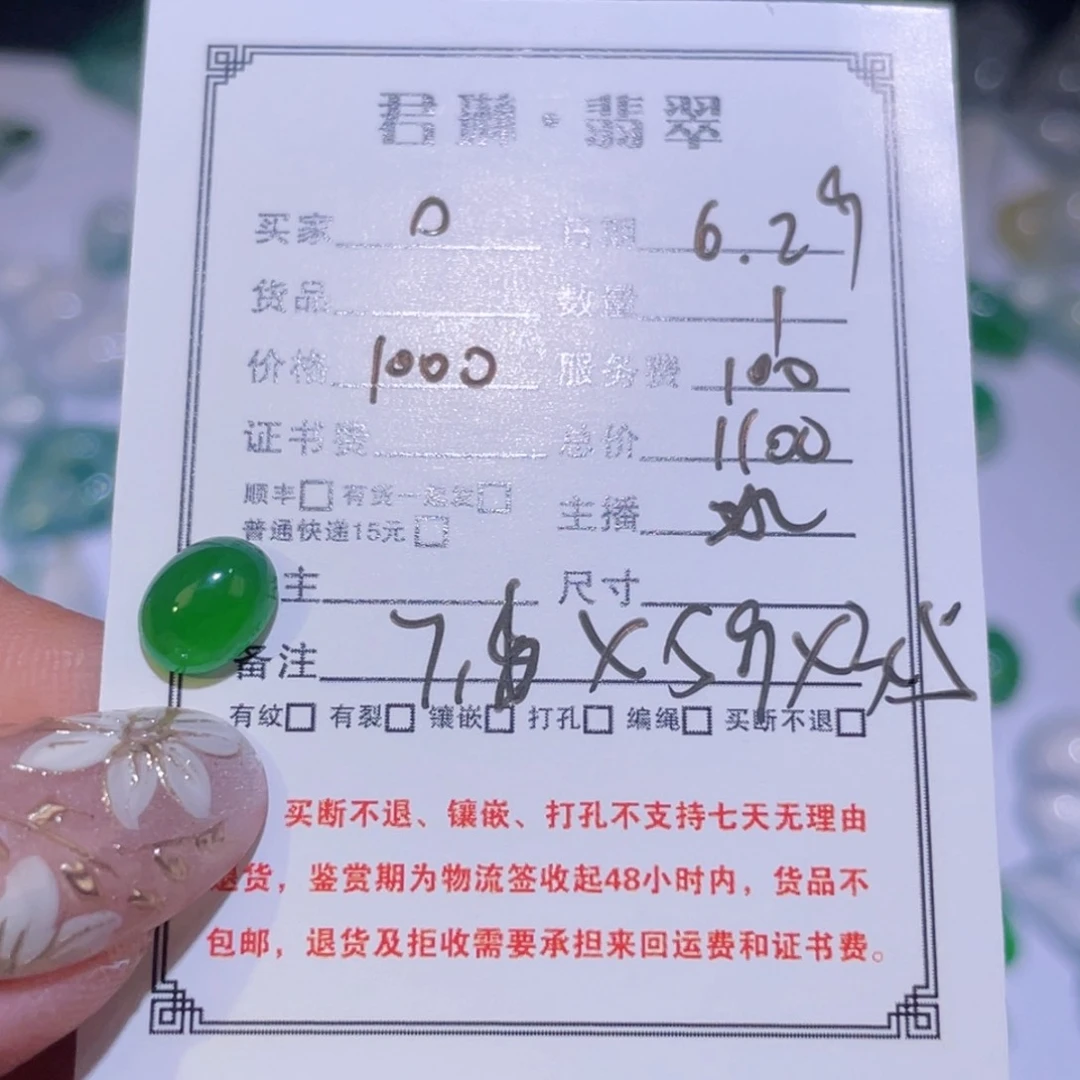 君 · 翡翠
买家 0 日期 6.29
货品 数量 1
价格 1000 服务费 100
证书费 总价 1100
顺丰□ 有货一起发□
普通快递15元□
主播
主 尺寸
备注
有纹□ 有裂□ 镶嵌□ 打孔□ 编绳□ 买断不退□
买断不退、镶嵌、打孔不支持七天无理由
退货，鉴赏期为物流签收起48小时内，货品不
包邮，退货及拒收需要承担来回运费和证书费。